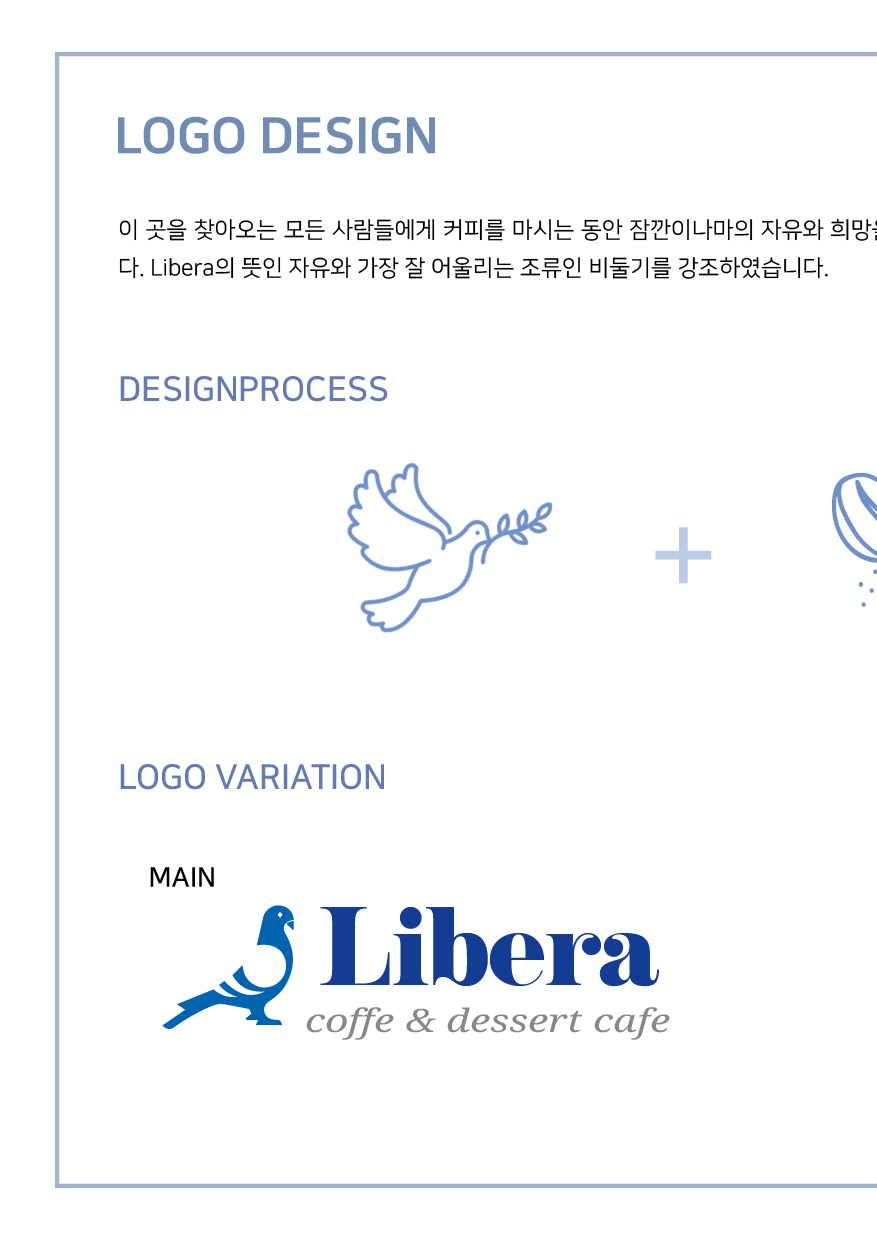 LOGO DESIGN
이 곳을 찾아오는 모든 사람들에게 커피를 마시는 동안 잠깐이나마의 자유와 희망을
다. Libera의 뜻인 자유와 가장 잘 어울리는 조류인 비둘기를 강조하였습니다.
DESIGNPROCESS
LOGO VARIATION
MAIN
Libera
coffe & dessert cafe